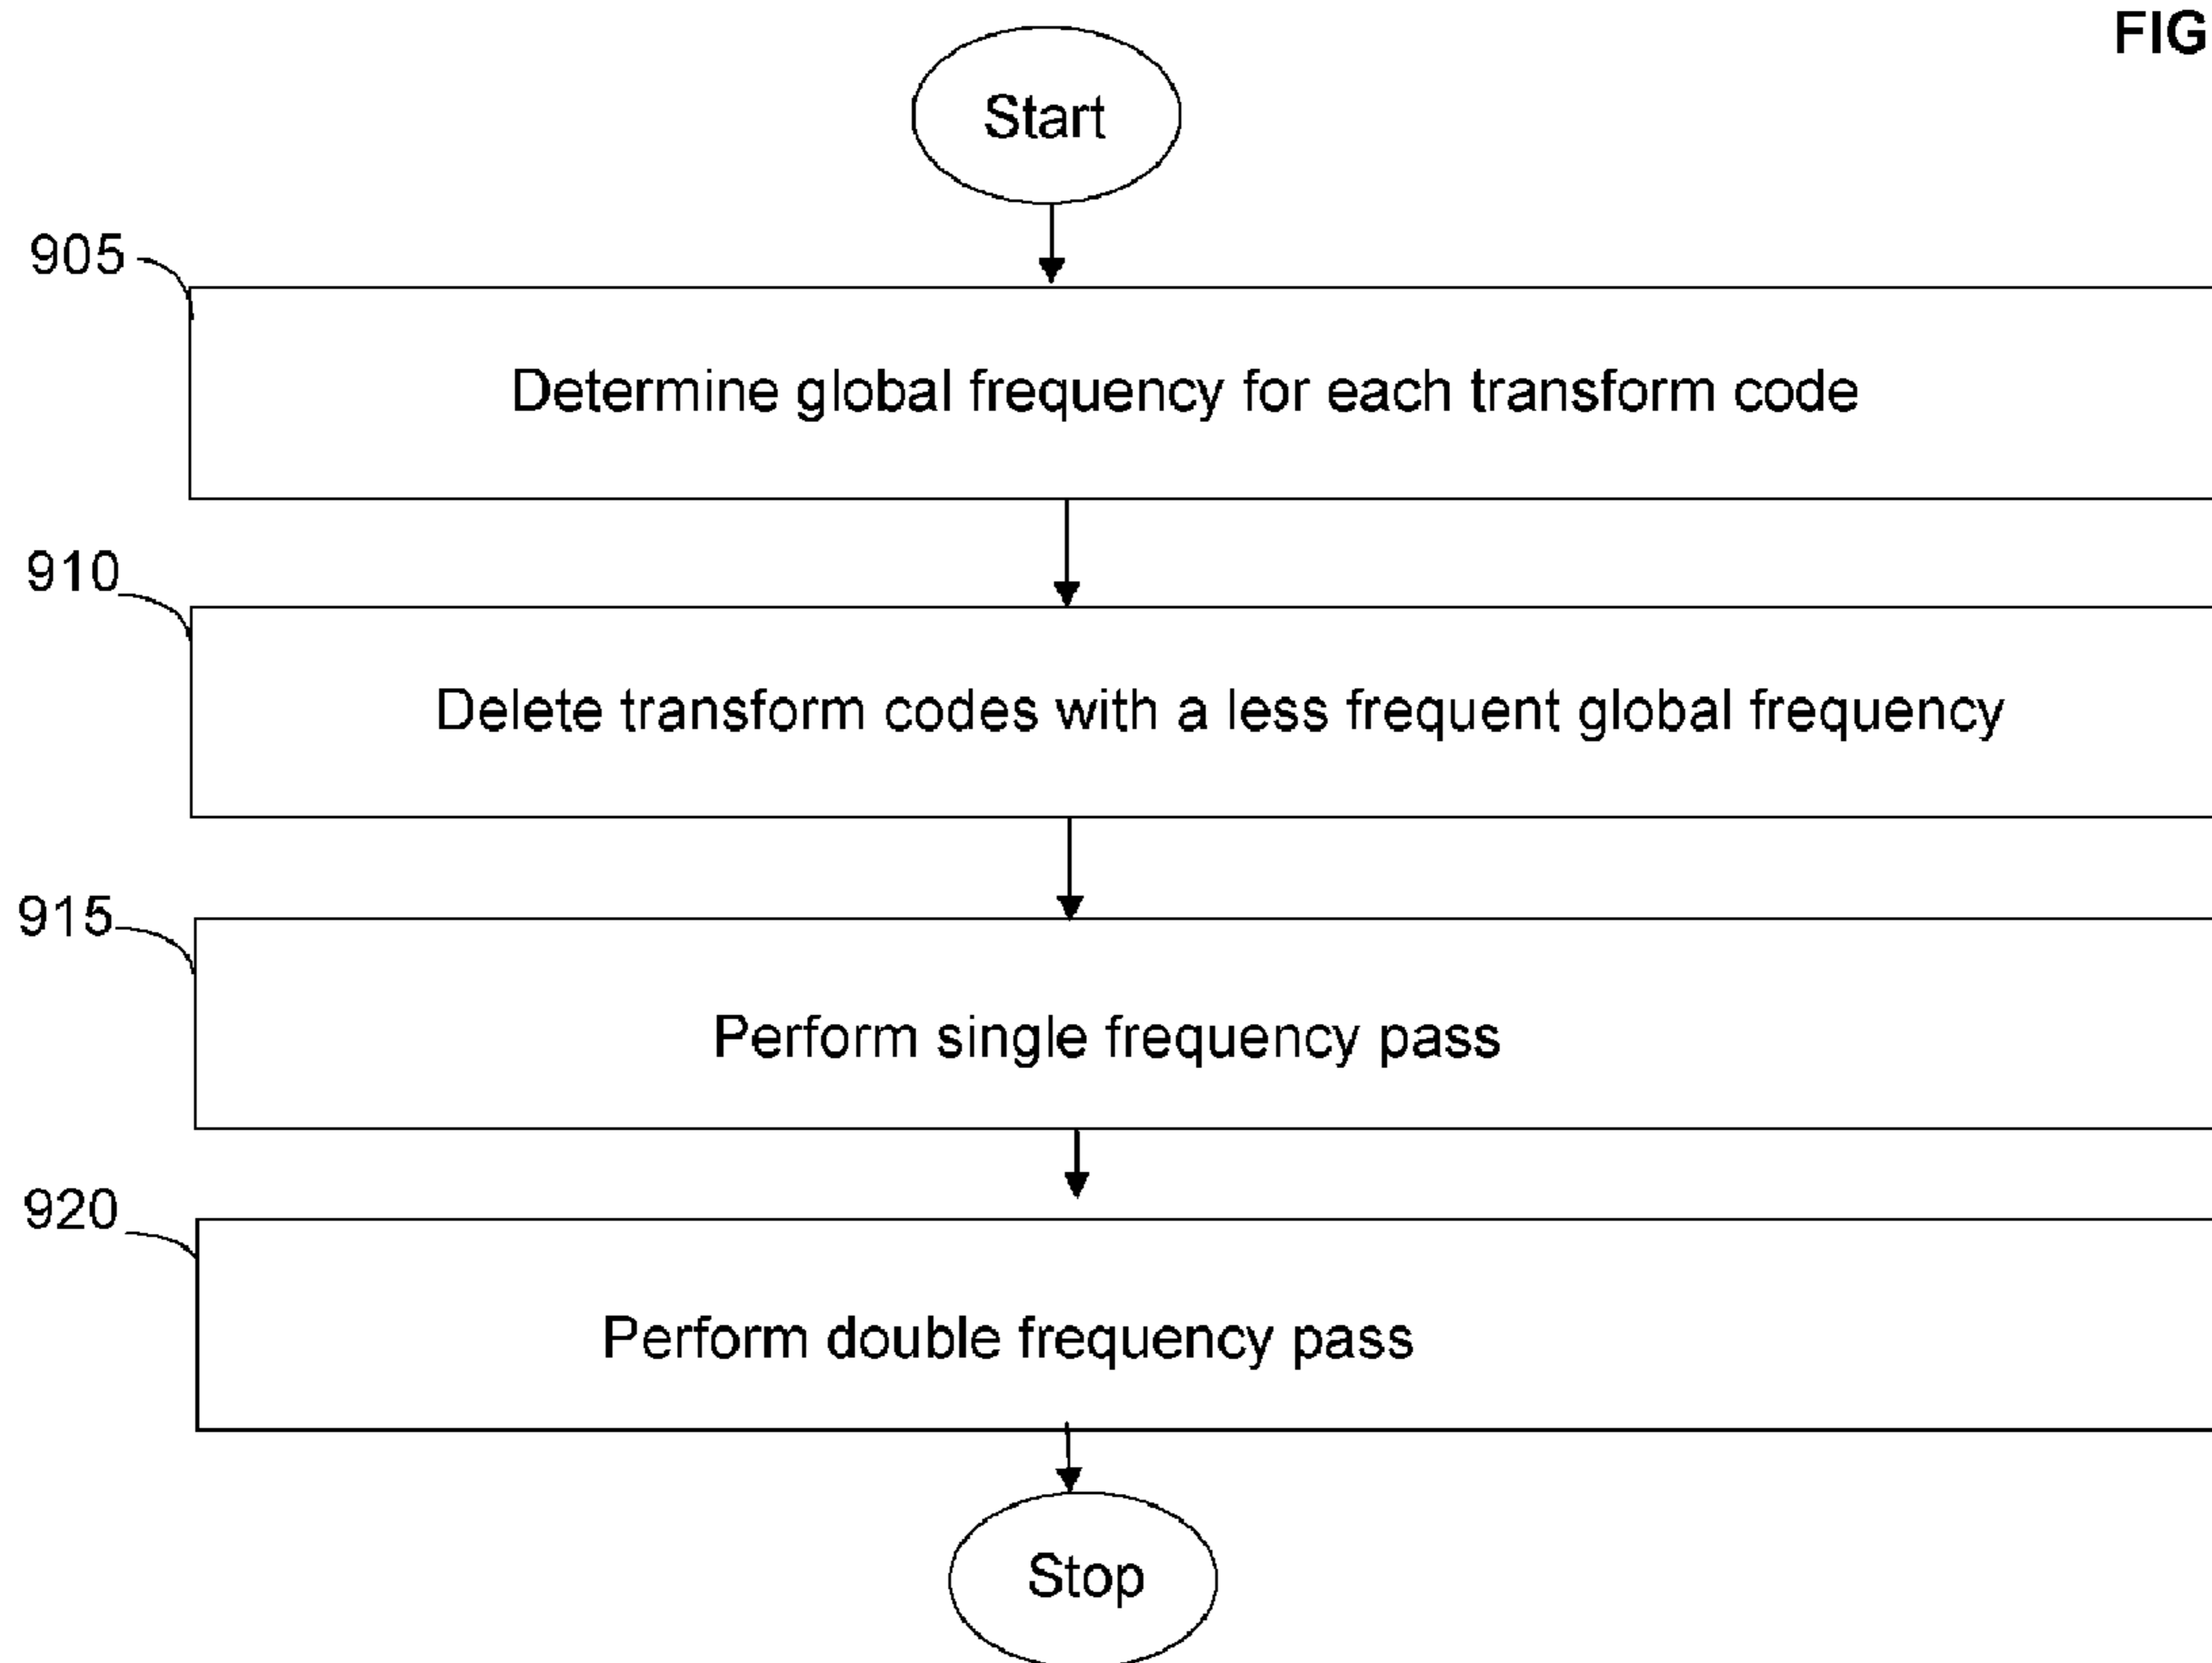 FIG
Start
905
Determine global frequency for each transform code
910
Delete transform codes with a less frequent global frequency
915
Perform single frequency pass
920
Perform double frequency pass
Stop